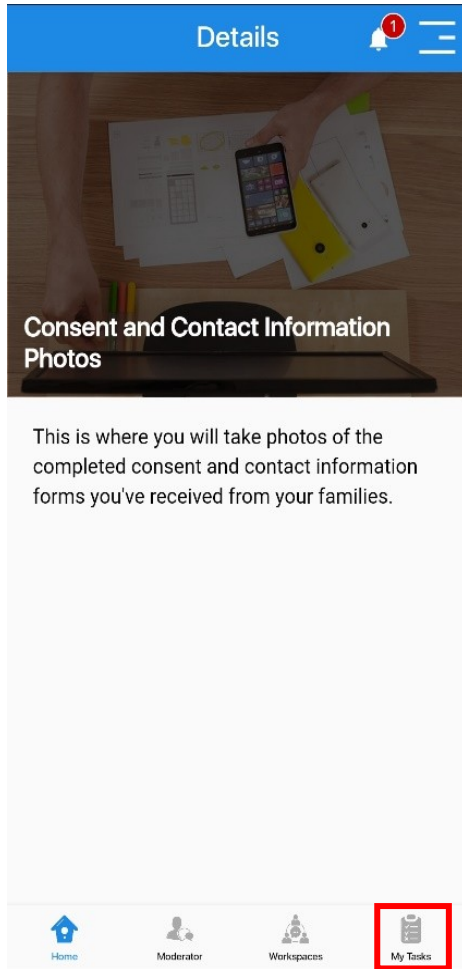 Details
1
Consent and Contact Information
Photos
This is where you will take photos of the
completed consent and contact information
forms you've received from your families.
Home
Moderator
Workspaces
My Tasks